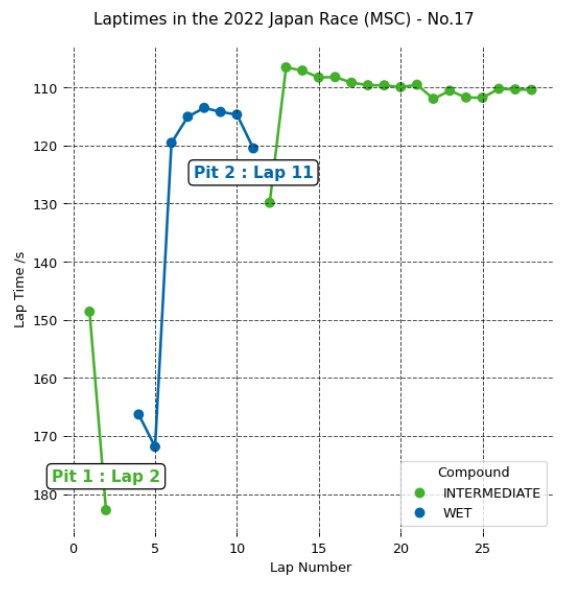 Laptimes in the 2022 Japan Race (MSC) - No.17
Lap Time /s
110
120
130
140
150
160
170
180
Pit 2 : Lap 11
Pit 1 : Lap 2
Compound
INTERMEDIATE
WET
0 5 10 15 20 25
Lap Number